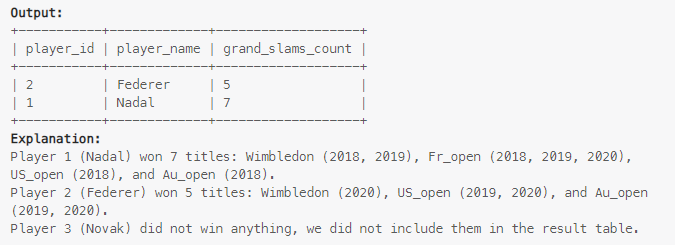 Output:
+-----------+-------------+-------------------+
| player_id | player_name | grand_slams_count |
+-----------+-------------+-------------------+
| 2         | Federer     | 5                 |
| 1         | Nadal       | 7                 |
+-----------+-------------+-------------------+
Explanation:
Player 1 (Nadal) won 7 titles: Wimbledon (2018, 2019), Fr_open (2018, 2019, 2020),
US_open (2018), and Au_open (2018).
Player 2 (Federer) won 5 titles: Wimbledon (2020), US_open (2019, 2020), and Au_open
(2019, 2020).
Player 3 (Novak) did not win anything, we did not include them in the result table.